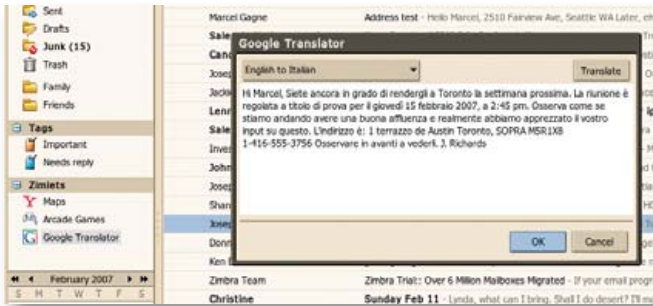 Sent
Drafts
Junk (15)
Trash
Family
Friends
Tags
Important
Needs reply
Zimlets
Maps
Arcade Games
Google Translator
February 2007
S M T W T F S
Marcel Gagne Address test - Hello Marcel, 2510 Fairview Ave, Seattle WA Later,
Google Translator
English to Italian
Translate
Hi Marcel, Siete ancora in grado di rendergli a Toronto la settimana prossima. La riunione è
regolata a titolo di prova per il giovedì 15 febbraio 2007, a 2:45 pm. Osserva come se
stiamo andando avere una buona affluenza e realmente abbiamo apprezzato il vostro
input su questo. L'indirizzo è: 1 terrazzo de Austin Toronto, SOPRA M5R1X8
1-416-555-3756 Osservare in avanti a vederli. J. Richards
OK Cancel
Zimbra Team Zimbra Trial: Over 6 Million Mailboxes Migrated - If your email
Christine Sunday Feb 11 - Lynda, what can I bring. Shall I do desert?